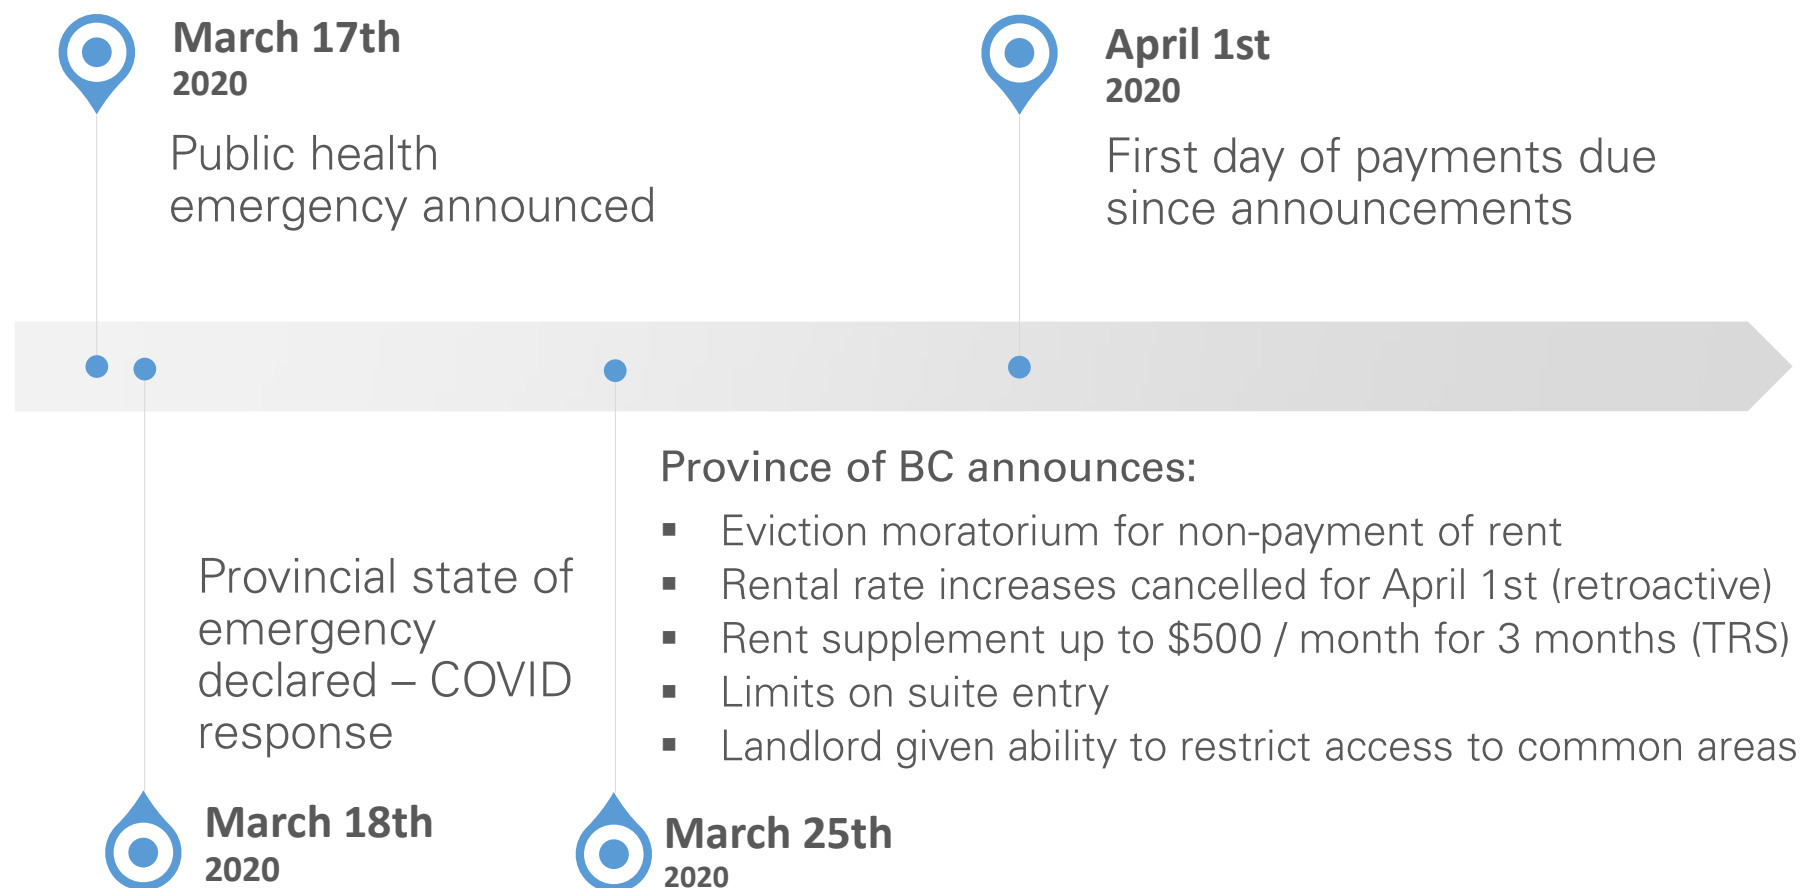 March 17th
2020
Public health
emergency announced
April 1st
2020
First day of payments due
since announcements
Provincial state of
emergency
declared – COVID
response
March 18th
2020
Province of BC announces:
▪ Eviction moratorium for non-payment of rent
▪ Rental rate increases cancelled for April 1st (retroactive)
▪ Rent supplement up to $500 / month for 3 months (TRS)
▪ Limits on suite entry
▪ Landlord given ability to restrict access to common areas
March 25th
2020